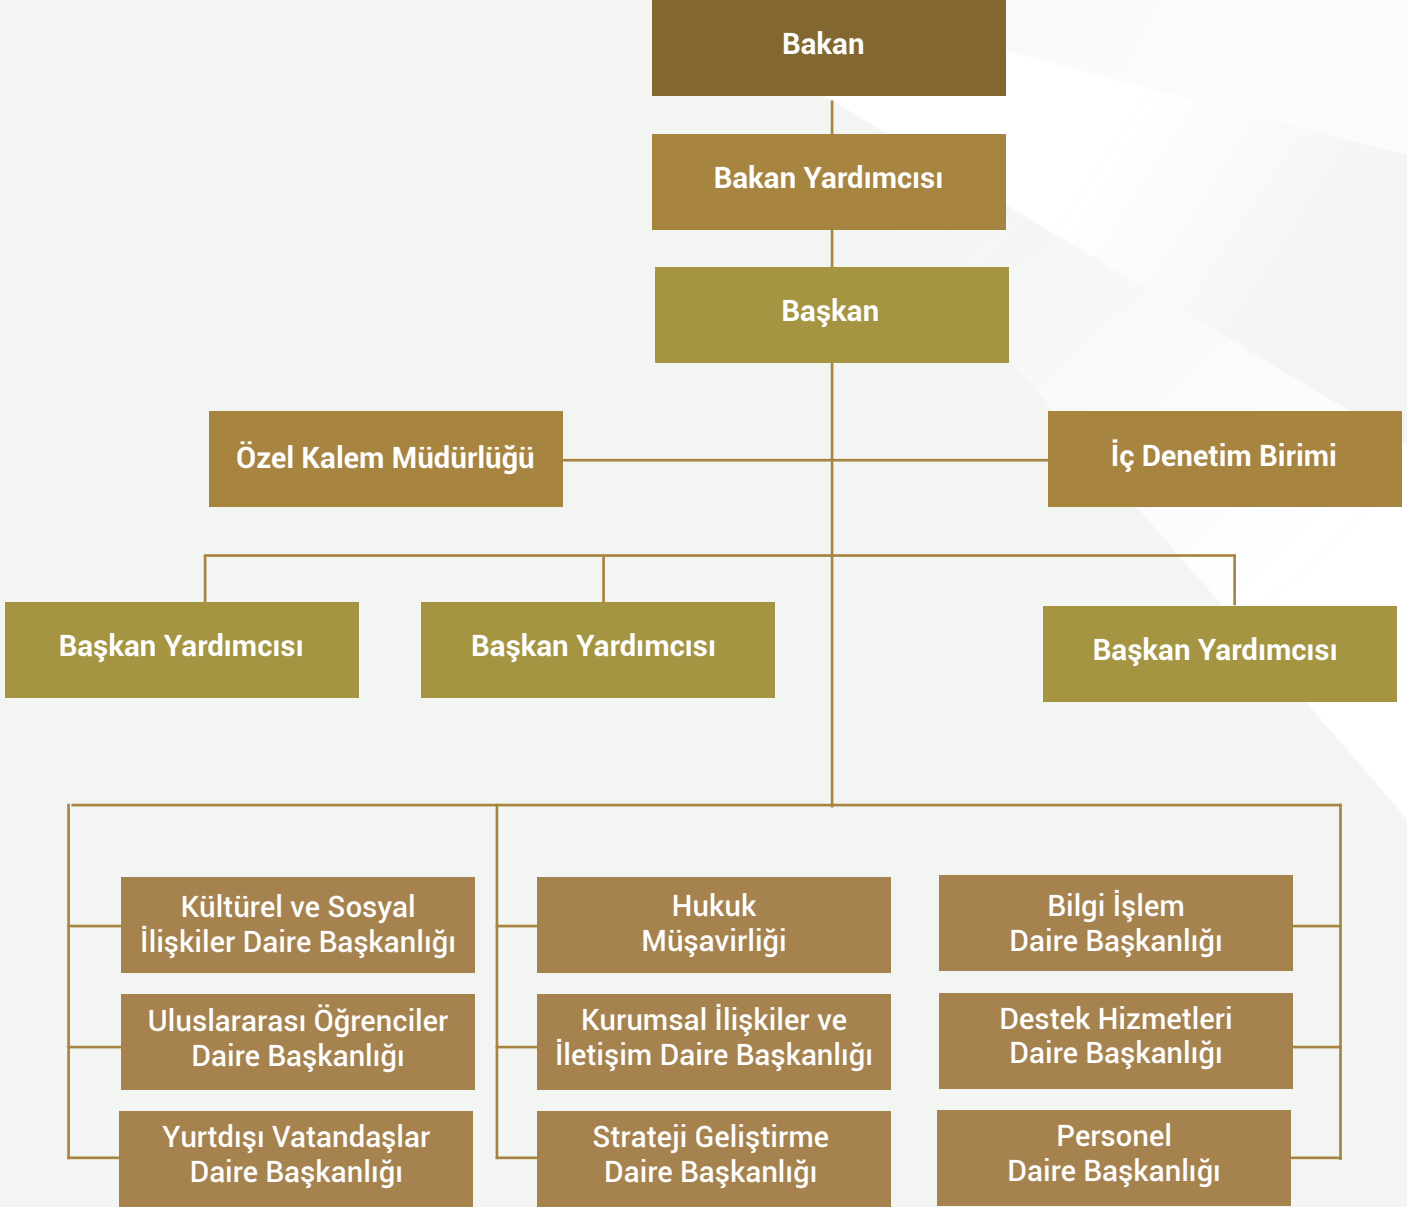 Bakan
Bakan Yardımcısı
Başkan
Özel Kalem Müdürlüğü
İç Denetim Birimi
Başkan Yardımcısı
Başkan Yardımcısı
Başkan Yardımcısı
Kültürel ve Sosyal
İlişkiler Daire Başkanlığı
Hukuk
Müşavirliği
Bilgi İşlem
Daire Başkanlığı
Uluslararası Öğrenciler
Daire Başkanlığı
Kurumsal İlişkiler ve
İletişim Daire Başkanlığı
Destek Hizmetleri
Daire Başkanlığı
Yurtdışı Vatandaşlar
Daire Başkanlığı
Strateji Geliştirme
Daire Başkanlığı
Personel
Daire Başkanlığı